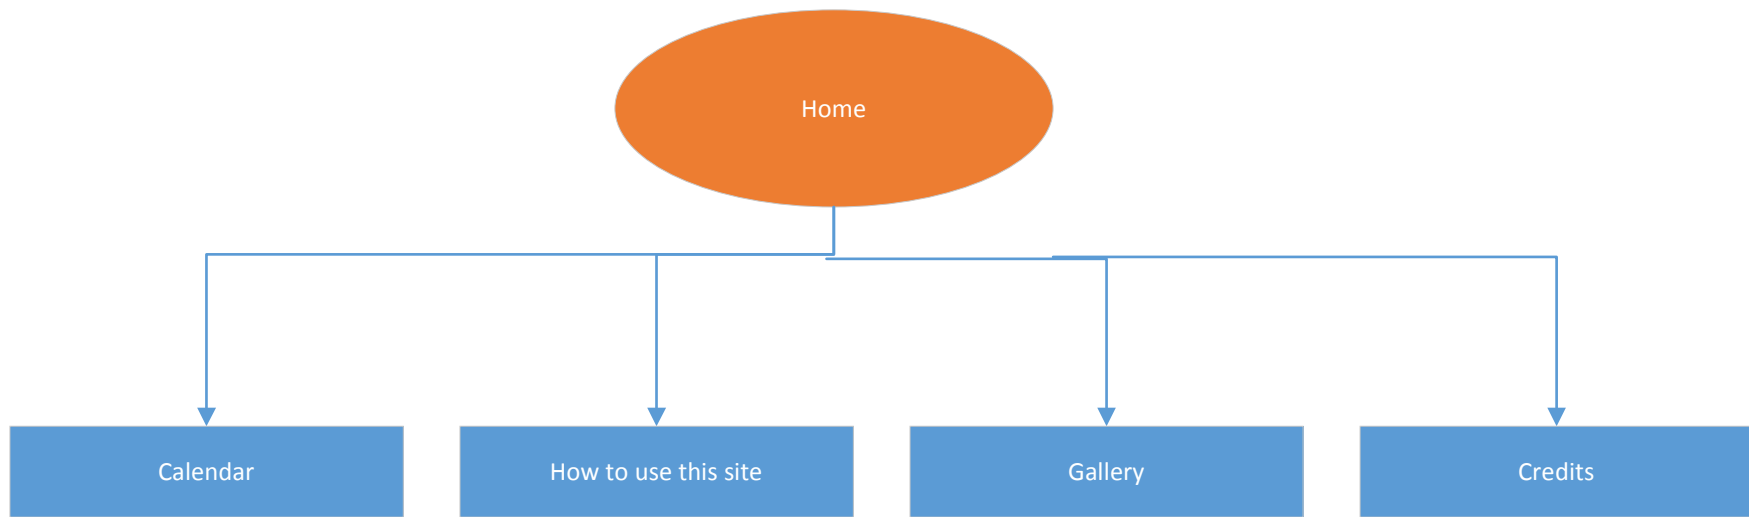 Home
Calendar
How to use this site
Gallery
Credits